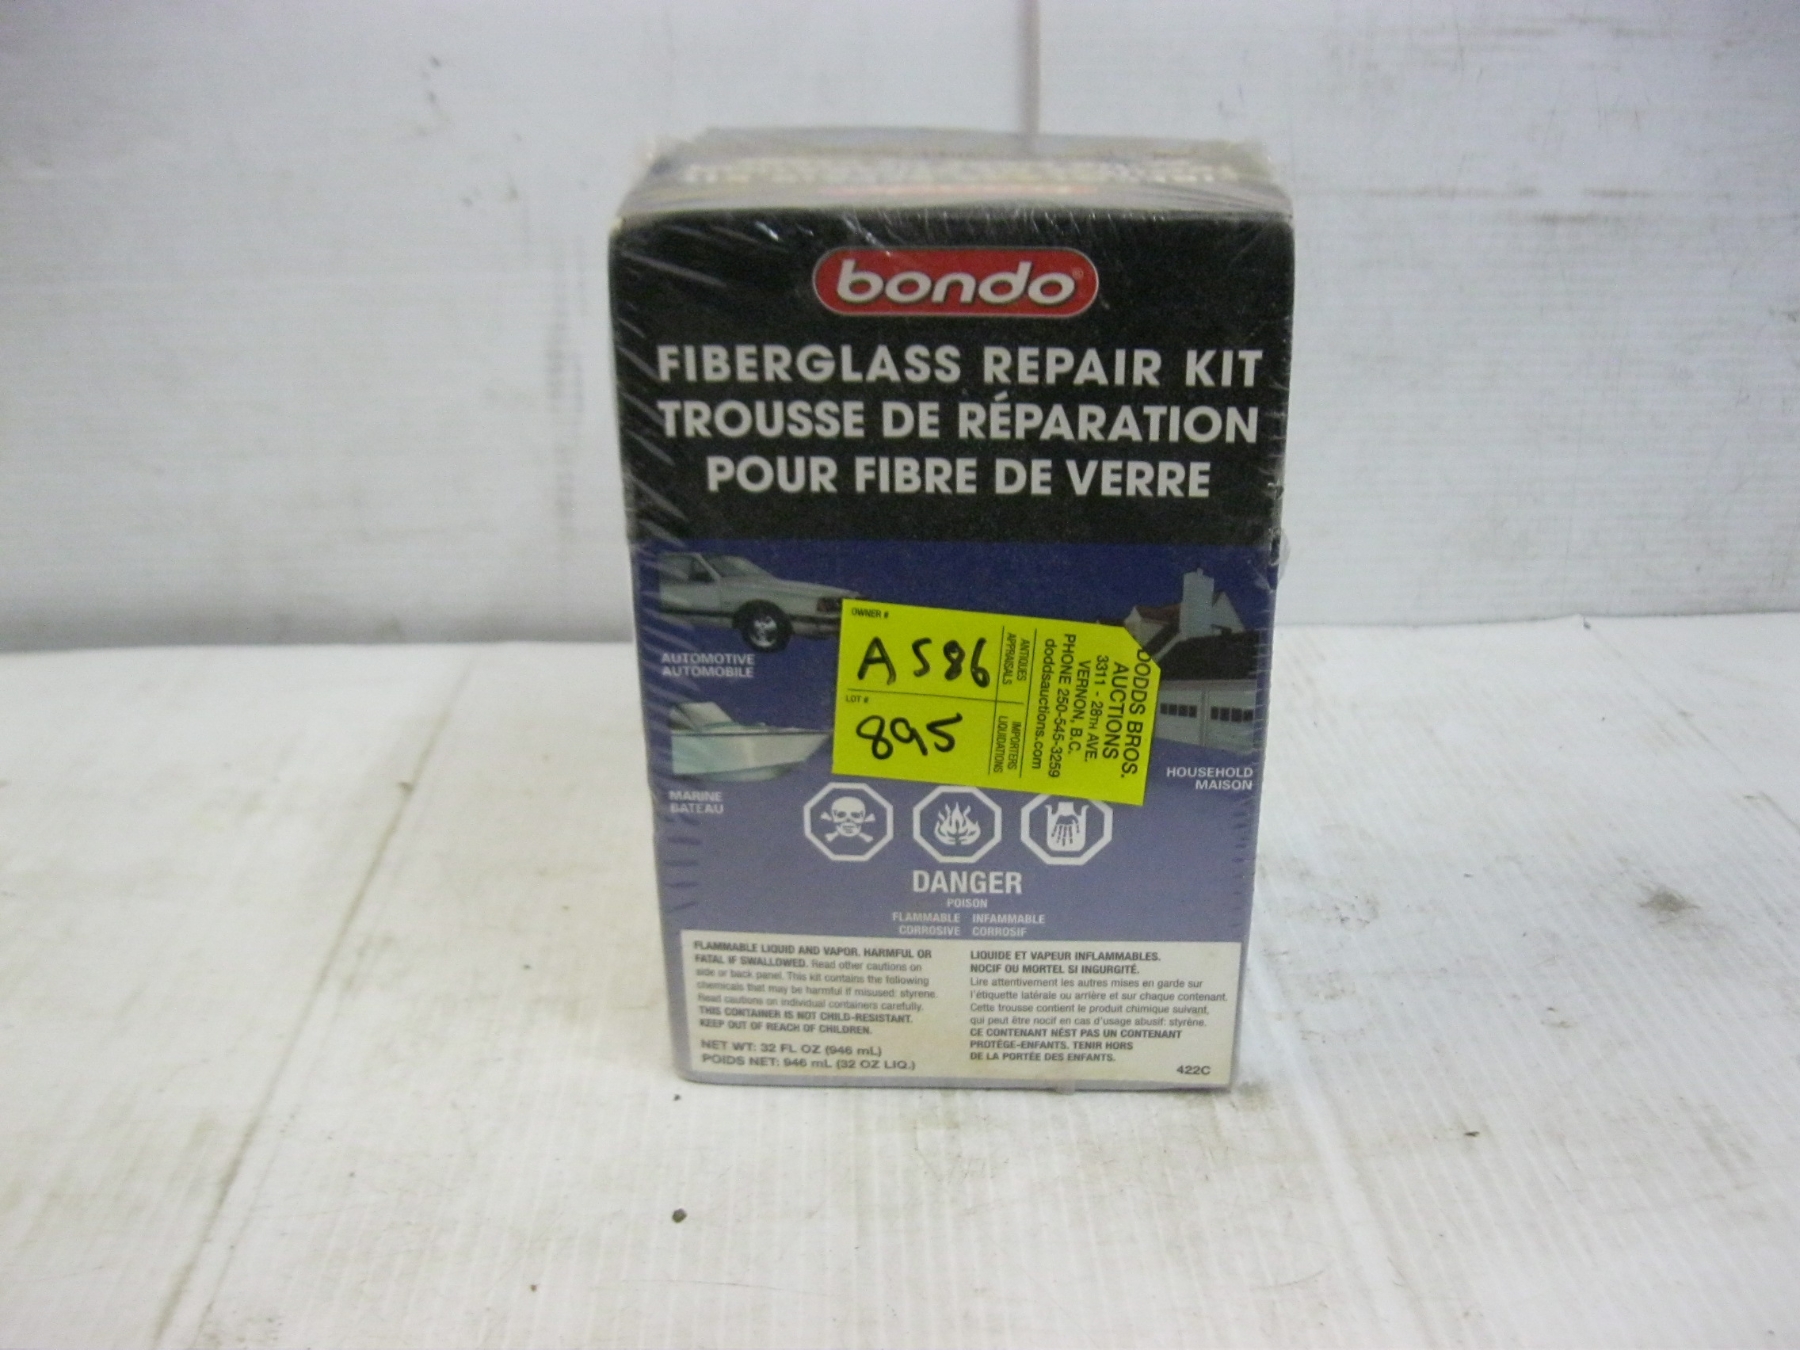 bondo®
FIBERGLASS REPAIR KIT
TROUSSE DE RÉPARATION
POUR FIBRE DE VERRE
AUTOMOTIVE
AUTOMOBILE
MARINE
BATEAU
HOUSEHOLD
MAISON
OWNER #
A586
LOT #
895
ANTIQUES
APPRAISALS
IMPORTERS
LIQUIDATIONS
DODDS BROS.
AUCTIONS
3311 - 28TH AVE.
VERNON, B.C.
PHONE 250-545-3259
doddsauctions.com
DANGER
POISON
FLAMMABLE INFAMMABLE
CORROSIVE CORROSIF
FLAMMABLE LIQUID AND VAPOR. HARMFUL OR
FATAL IF SWALLOWED. Read other cautions on
side or back panel. This kit contains the following
chemicals that may be harmful if misused: styrene.
Read cautions on individual containers carefully.
THIS CONTAINER IS NOT CHILD-RESISTANT.
KEEP OUT OF REACH OF CHILDREN.
NET WT: 32 FL OZ (946 mL)
POIDS NET: 946 mL (32 OZ LIQ.)
LIQUIDE ET VAPEUR INFLAMMABLES.
NOCIF OU MORTEL SI INGURGITÉ.
Lire attentivement les autres mises en garde sur
l'étiquette latérale ou arrière et sur chaque contenant.
Cette trousse contient le produit chimique suivant,
qui peut être nocif en cas d'usage abusif: styrène.
CE CONTENANT NÉST PAS UN CONTENANT
PROTÉGE-ENFANTS. TENIR HORS
DE LA PORTÉE DES ENFANTS.
422C